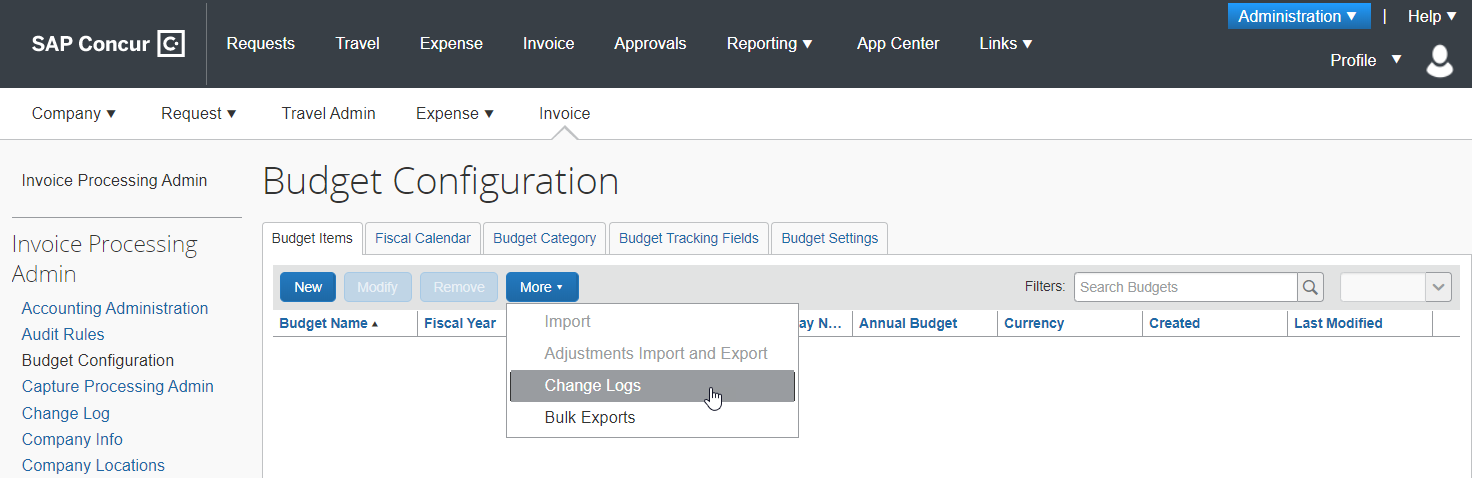 Administration ▼ | Help ▼
SAP Concur C
Requests Travel Expense Invoice Approvals Reporting ▼ App Center Links ▼
Profile ▼
Company ▼ Request ▼ Travel Admin Expense ▼ Invoice
Invoice Processing Admin
Invoice Processing
Admin
Accounting Administration
Audit Rules
Budget Configuration
Capture Processing Admin
Change Log
Company Info
Company Locations
Budget Configuration
Budget Items Fiscal Calendar Budget Category Budget Tracking Fields Budget Settings
New Modify Remove More ▾ Filters: Search Budgets
Budget Name ▴ Fiscal Year ay N... Annual Budget Currency Created Last Modified
Import
Adjustments Import and Export
Change Logs
Bulk Exports